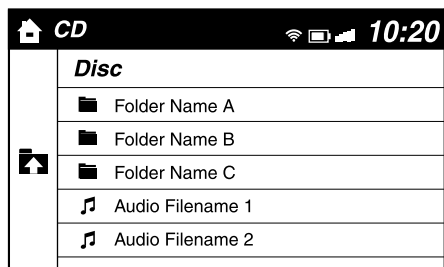 CD 10:20
Disc
Folder Name A
Folder Name B
Folder Name C
Audio Filename 1
Audio Filename 2